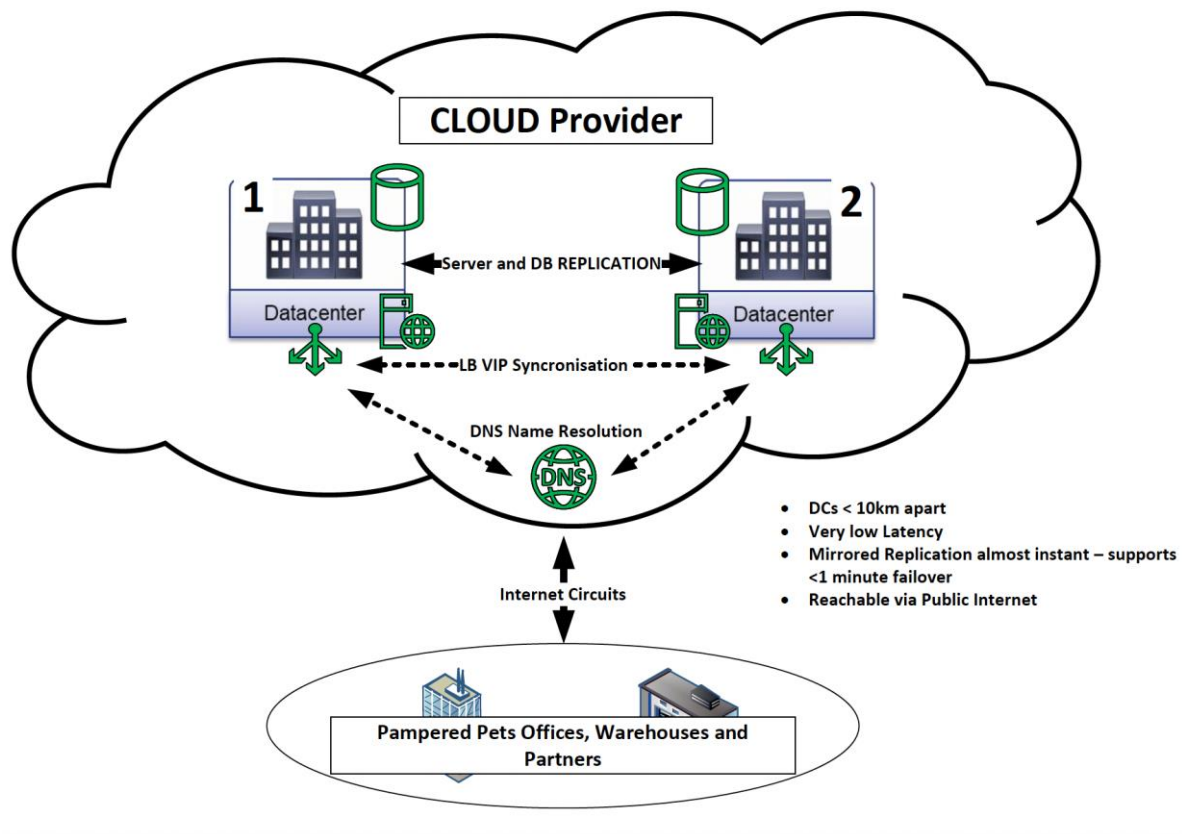 CLOUD Provider
1
2
Server and DB REPLICATION
Datacenter
Datacenter
LB VIP Syncronisation
DNS Name Resolution
DNS
• DCs < 10km apart
• Very low Latency
• Mirrored Replication almost instant – supports
<1 minute failover
• Reachable via Public Internet
Internet Circuits
Pampered Pets Offices, Warehouses and
Partners